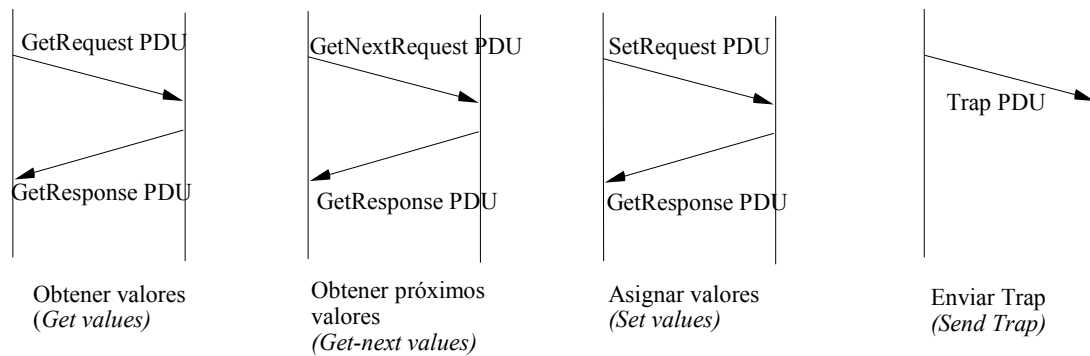 GetRequest PDU
GetResponse PDU
Obtener valores
(Get values)
GetNextRequest PDU
GetResponse PDU
Obtener próximos
valores
(Get-next values)
SetRequest PDU
GetResponse PDU
Asignar valores
(Set values)
Trap PDU
Enviar Trap
(Send Trap)